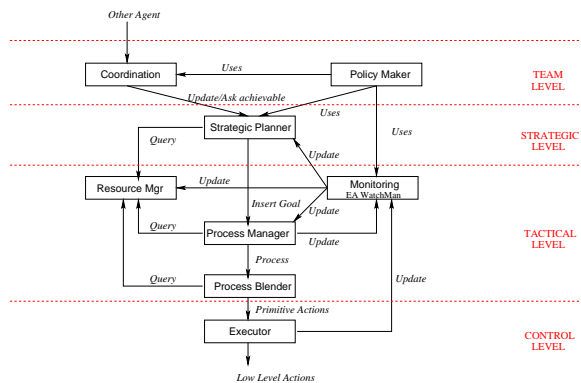 Other Agent
Coordination
Uses
Policy Maker
TEAM
LEVEL
Update/Ask achievable
Uses
Strategic Planner
Uses
STRATEGIC
LEVEL
Query
Update
Resource Mgr
Update
Monitoring
EA WatchMan
Insert Goal
Update
Query
Process Manager
Update
TACTICAL
LEVEL
Process
Query
Process Blender
Update
Primitive Actions
Executor
CONTROL
LEVEL
Low Level Actions